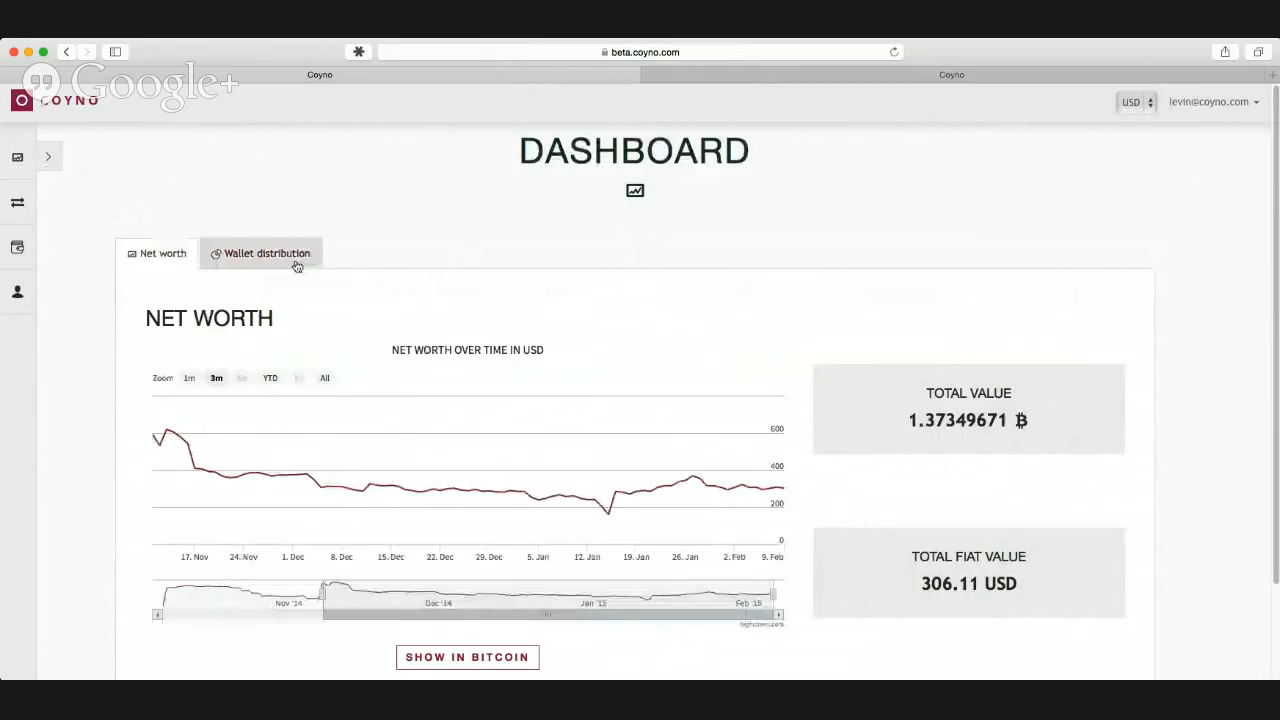 beta.coyno.com
Coyno
Coyno
Google+
COYNO
USD
levin@coyno.com
DASHBOARD
Net worth
Wallet distribution
NET WORTH
NET WORTH OVER TIME IN USD
Zoom 1m 3m 6m YTD All
600
400
200
0
17. Nov 24. Nov 1. Dec 8. Dec 15. Dec 22. Dec 29. Dec 5. Jan 12. Jan 19. Jan 26. Jan 2. Feb 9. Feb
Nov '14 Dec '14 Jan '15 Feb '15
SHOW IN BITCOIN
TOTAL VALUE
1.37349671 ₿
TOTAL FIAT VALUE
306.11 USD